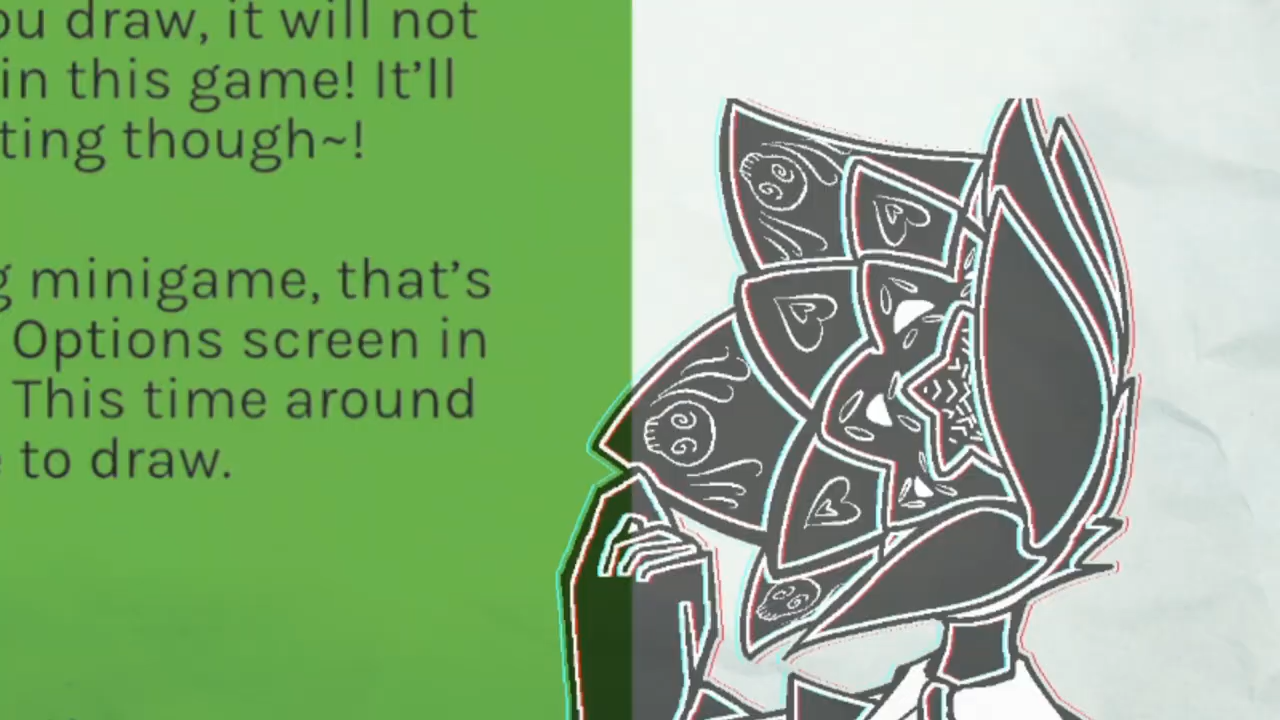 ou draw, it will not
in this game! It’ll
ting though~!
g minigame, that’s
Options screen in
This time around
to draw.